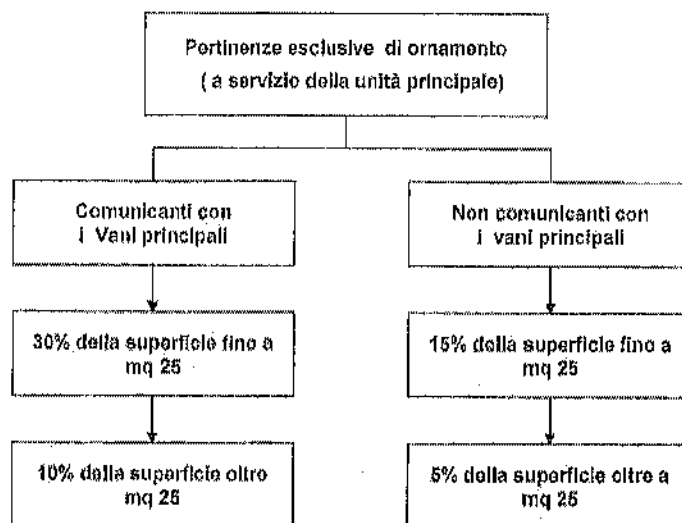 Pertinenze esclusive di ornamento
( a servizio della unità principale)
Comunicanti con
i Vani principali
Non comunicanti con
i vani principali
30% della superficie fino a
mq 25
15% della superficie fino a
mq 25
10% della superficie oltre
mq 25
5% della superficie oltre a
mq 25